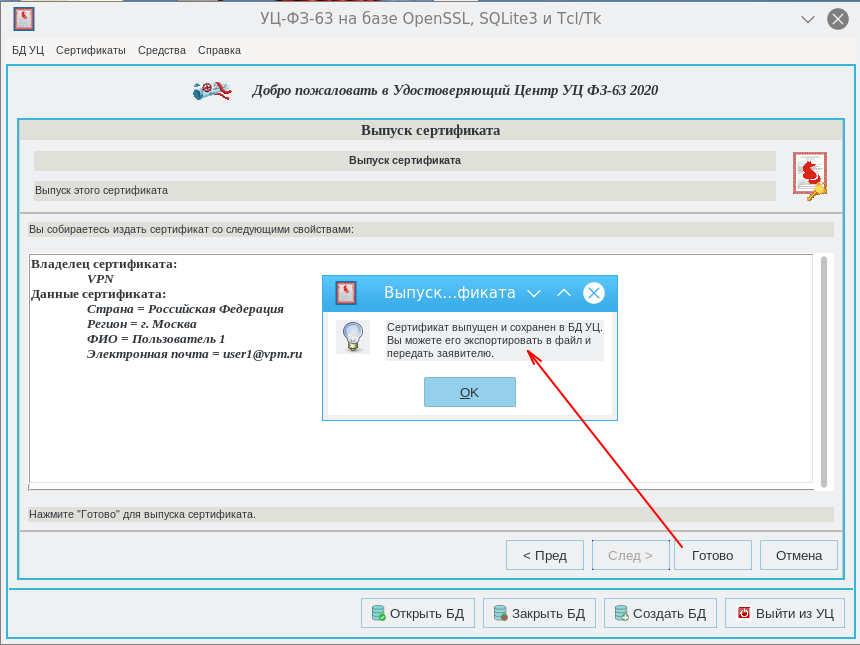 УЦ-ФЗ-63 на базе OpenSSL, SQLite3 и Tcl/Tk
БД УЦ Сертификаты Средства Справка
Добро пожаловать в Удостоверяющий Центр УЦ ФЗ-63 2020
Выпуск сертификата
Выпуск сертификата
Выпуск этого сертификата
Вы собираетесь издать сертификат со следующими свойствами:
Владелец сертификата:
VPN
Данные сертификата:
Страна = Российская Федерация
Регион = г. Москва
ФИО = Пользователь 1
Электронная почта = user1@vpm.ru
Выпуск...фиката
Сертификат выпущен и сохранен в БД УЦ.
Вы можете его экспортировать в файл и
передать заявителю.
OK
Нажмите "Готово" для выпуска сертификата.
< Пред След > Готово Отмена
Открыть БД Закрыть БД Создать БД Выйти из УЦ